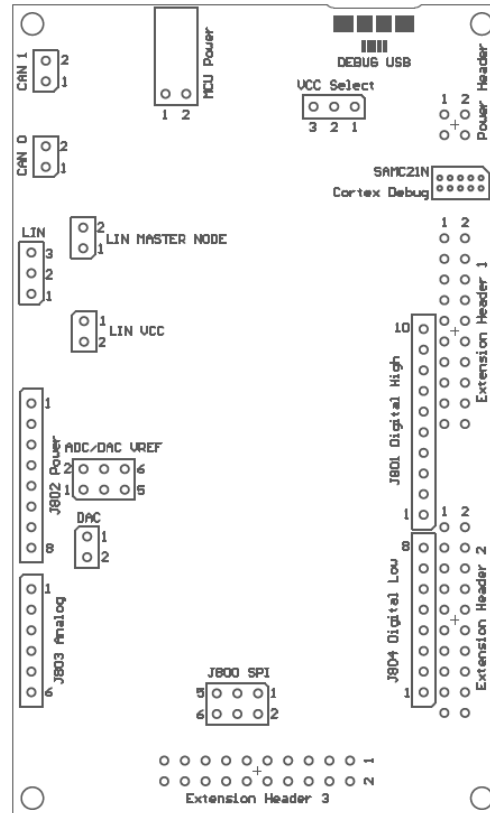 CAN 1
2
1
MCU Power
1 2
DEBUG USB
VCC Select
3 2 1
Power Header
1 2
CAN 0
2
1
SAMC21N
Cortex Debug
LIN
3
2
1
2
1
LIN MASTER NODE
1 2
Extension Header 1
1
2
LIN VCC
10
J801 Digital High
1
1
J802 Power
8
ADC/DAC VREF
2 6
1 5
DAC
1
2
1 2
Extension Header 2
8
J804 Digital Low
1
1
J803 Analog
6
J800 SPI
5 1
6 2
1
2
Extension Header 3